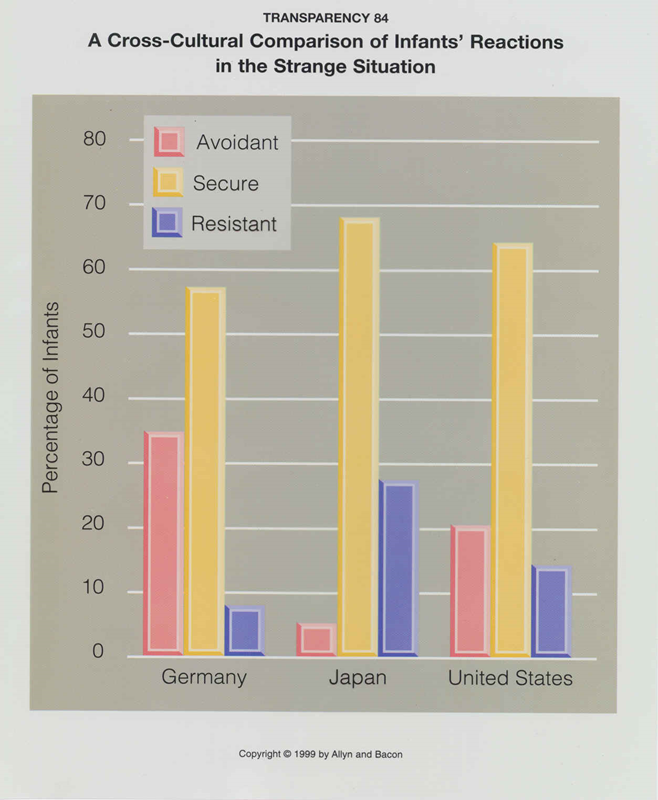 TRANSPARENCY 84
A Cross-Cultural Comparison of Infants' Reactions
in the Strange Situation
Avoidant
Secure
Resistant
80
70
60
50
40
30
20
10
0
Percentage of Infants
Germany Japan United States
Copyright © 1999 by Allyn and Bacon